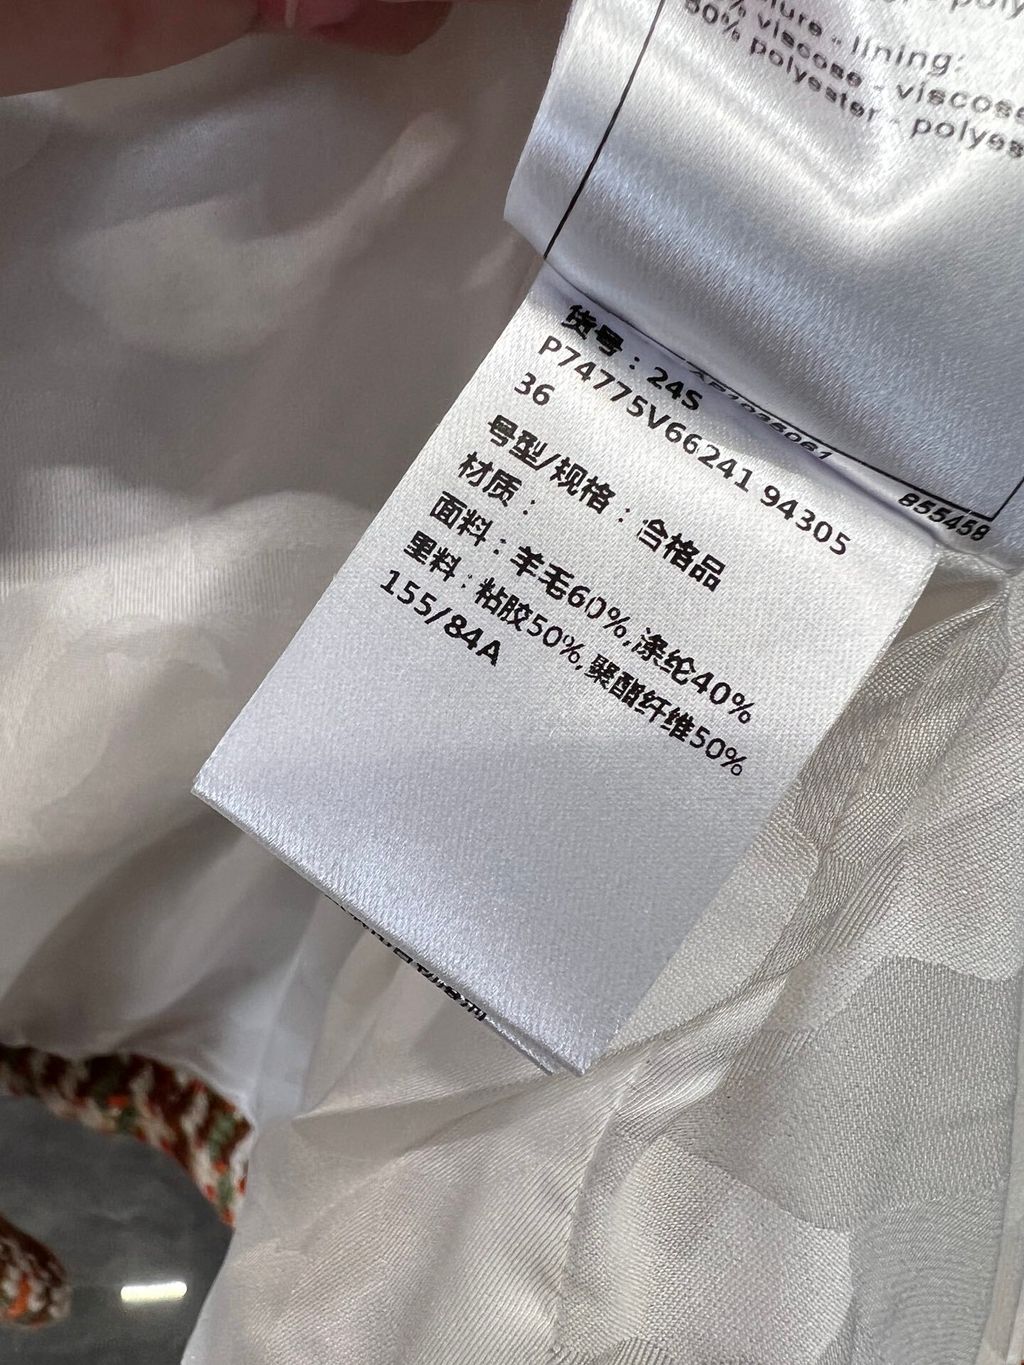 lining:
% viscose - viscose
50% polyester - polyes
货号：24S
P74775V66241 94305
36
号型/规格：合格品
材质：
面料：羊毛60%,涤纶40%
里料：粘胶50%,聚酯纤维50%
155/84A
855458